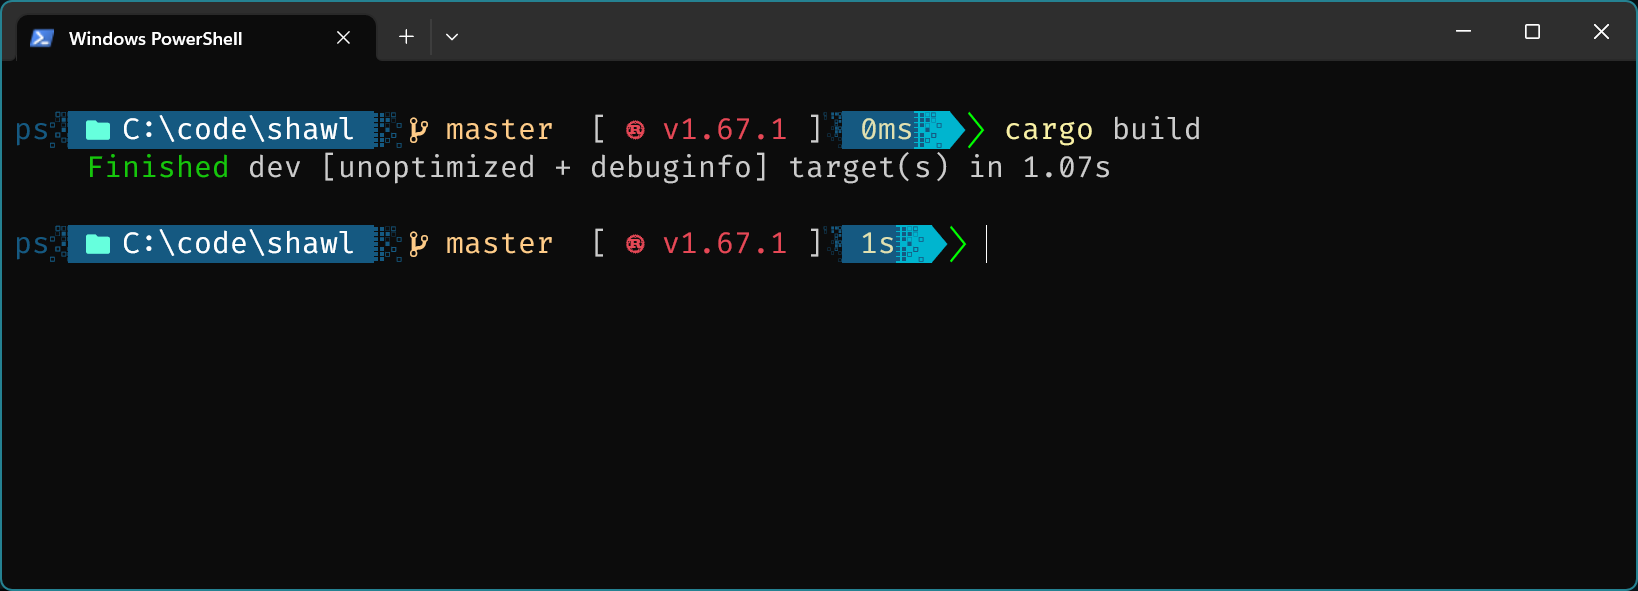 Windows PowerShell
ps C:\code\shawl master [ v1.67.1 ] 0ms cargo build
Finished dev [unoptimized + debuginfo] target(s) in 1.07s
ps C:\code\shawl master [ v1.67.1 ] 1s